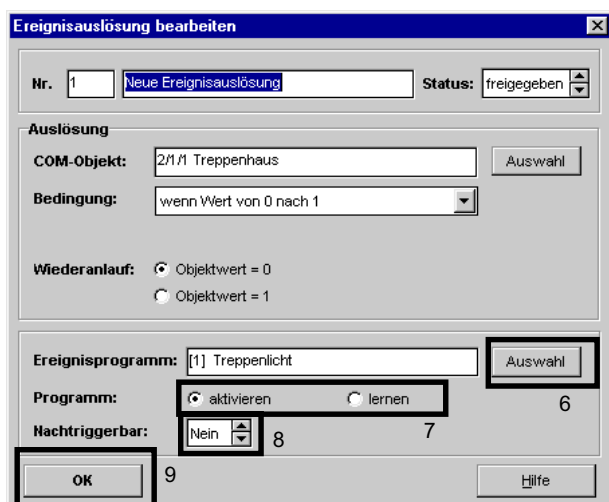 Ereignisauslösung bearbeiten
Nr. 1 Neue Ereignisauslösung Status: freigegeben
Auslösung
COM-Objekt: 2/1/1 Treppenhaus Auswahl
Bedingung: wenn Wert von 0 nach 1
Wiederanlauf: Objektwert = 0
Objektwert = 1
Ereignisprogramm: [1] Treppenlicht Auswahl
6
Programm: aktivieren lernen
7
Nachtriggerbar: Nein 8
OK 9 Hilfe